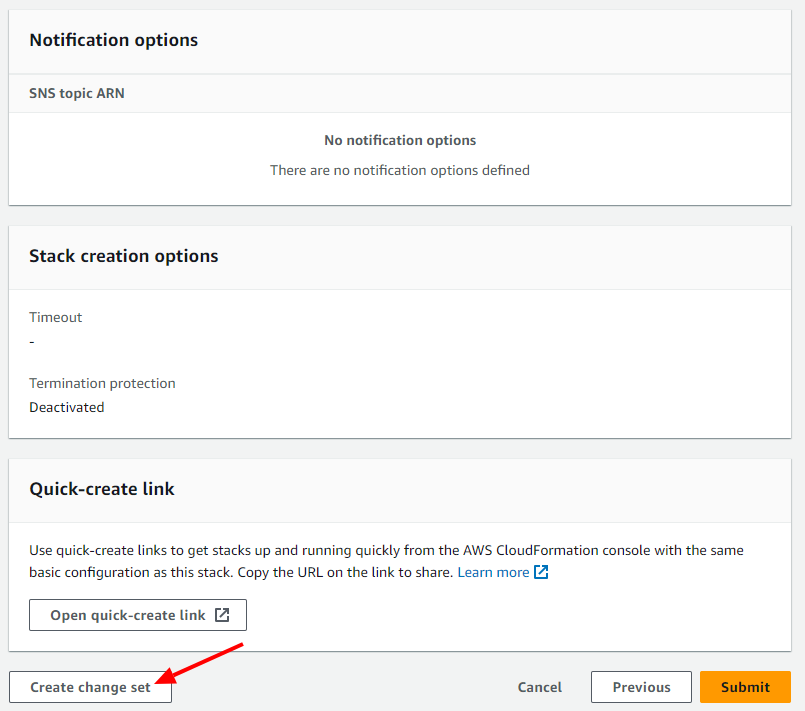 Notification options
SNS topic ARN
No notification options
There are no notification options defined
Stack creation options
Timeout
-
Termination protection
Deactivated
Quick-create link
Use quick-create links to get stacks up and running quickly from the AWS CloudFormation console with the same
basic configuration as this stack. Copy the URL on the link to share. Learn more
Open quick-create link
Create change set Cancel Previous Submit